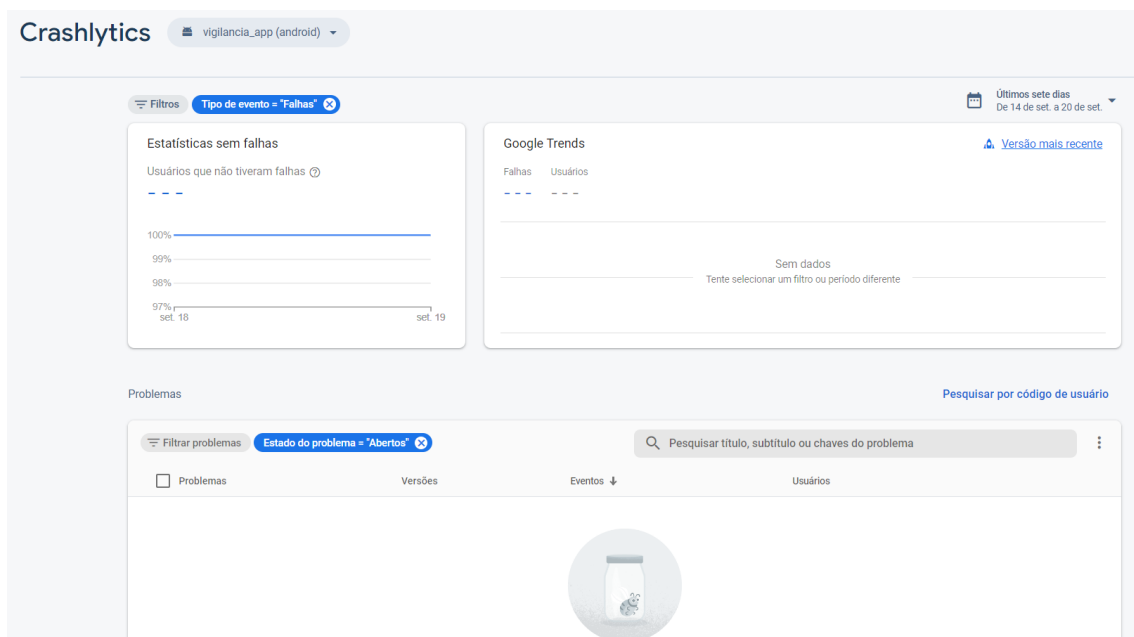 Crashlytics
vigilancia_app (android)
Filtros
Tipo de evento = "Falhas"
Últimos sete dias
De 14 de set. a 20 de set.
Estatísticas sem falhas
Usuários que não tiveram falhas
- - -
100%
99%
98%
97%
set. 18
set. 19
Google Trends
Versão mais recente
Falhas Usuários
- - - - - -
Sem dados
Tente selecionar um filtro ou período diferente
Problemas
Pesquisar por código de usuário
Filtrar problemas
Estado do problema = "Abertos"
Pesquisar título, subtítulo ou chaves do problema
Problemas Versões Eventos Usuários